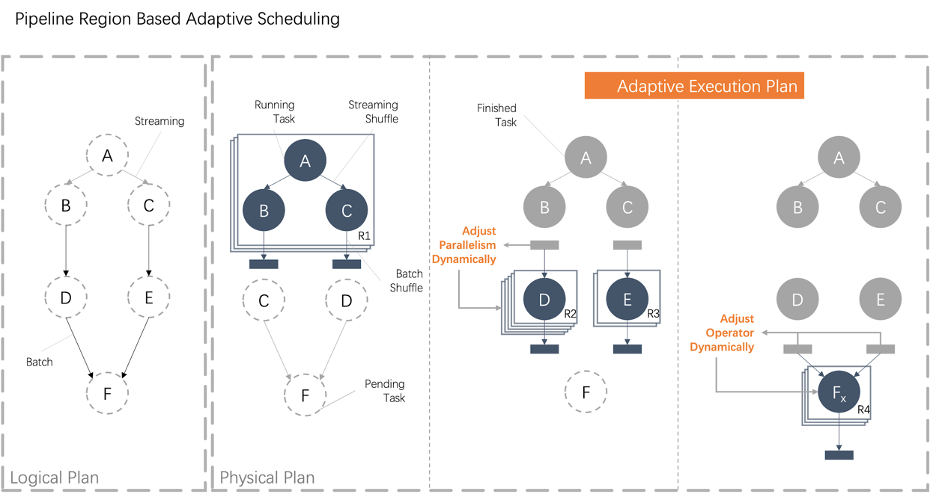 Pipeline Region Based Adaptive Scheduling
Streaming
A
B
C
D
E
Batch
F
Logical Plan
Running
Task
Streaming
Shuffle
A
B
C
R1
Batch
Shuffle
C
D
F
Pending
Task
Physical Plan
Adaptive Execution Plan
Finished
Task
A
B
C
Adjust
Parallelism
Dynamically
D
R2
E
R3
F
A
B
C
D
E
Adjust
Operator
Dynamically
Fx
R4